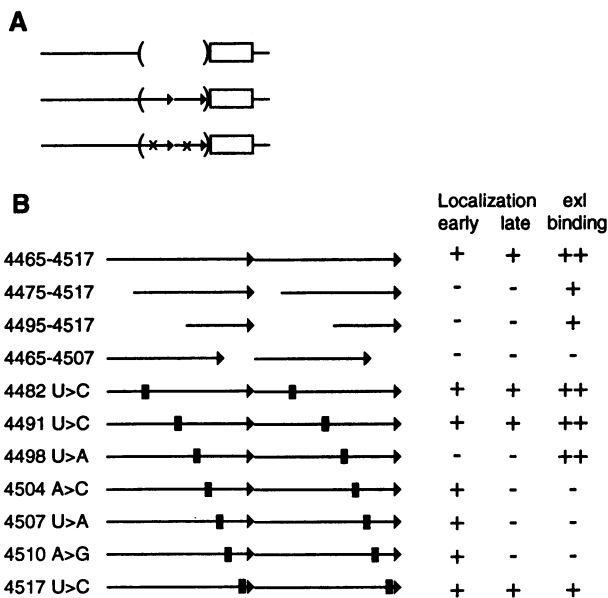 A
B
Localization exl
early late binding
4465-4517 + + ++
4475-4517 - - +
4495-4517 - - +
4465-4507 - - -
4482 U>C + + ++
4491 U>C + + ++
4498 U>A - - ++
4504 A>C + - -
4507 U>A + - -
4510 A>G + - -
4517 U>C + + +